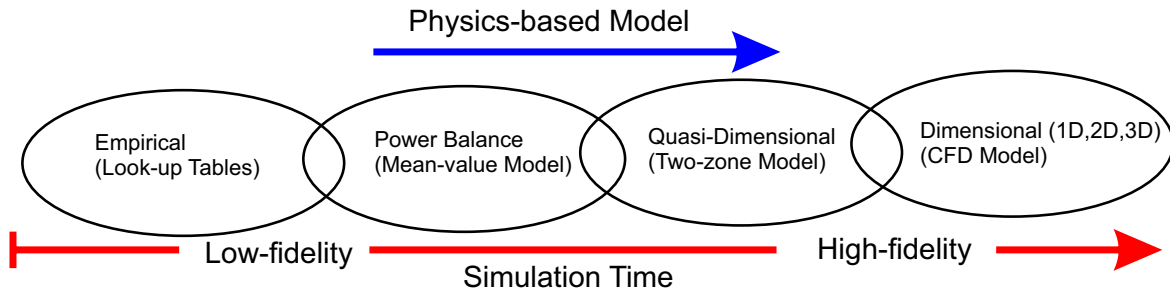 Physics-based Model
Empirical
(Look-up Tables)
Power Balance
(Mean-value Model)
Quasi-Dimensional
(Two-zone Model)
Dimensional (1D,2D,3D)
(CFD Model)
Low-fidelity
High-fidelity
Simulation Time